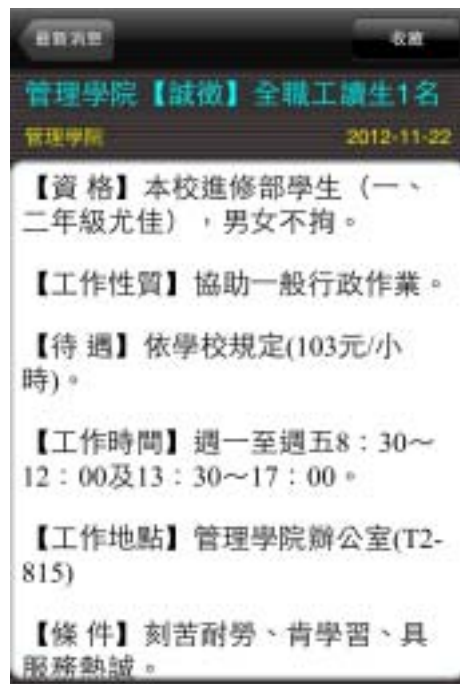 最新消息
收藏
管理學院【誠徵】全職工讀生1名
管理學院
2012-11-22
【資 格】本校進修部學生（一、
二年級尤佳），男女不拘。
【工作性質】協助一般行政作業。
【待 遇】依學校規定(103元/小
時)。
【工作時間】週一至週五8：30～
12：00及13：30～17：00。
【工作地點】管理學院辦公室(T2-
815)
【條 件】刻苦耐勞、肯學習、具
服務熱誠。